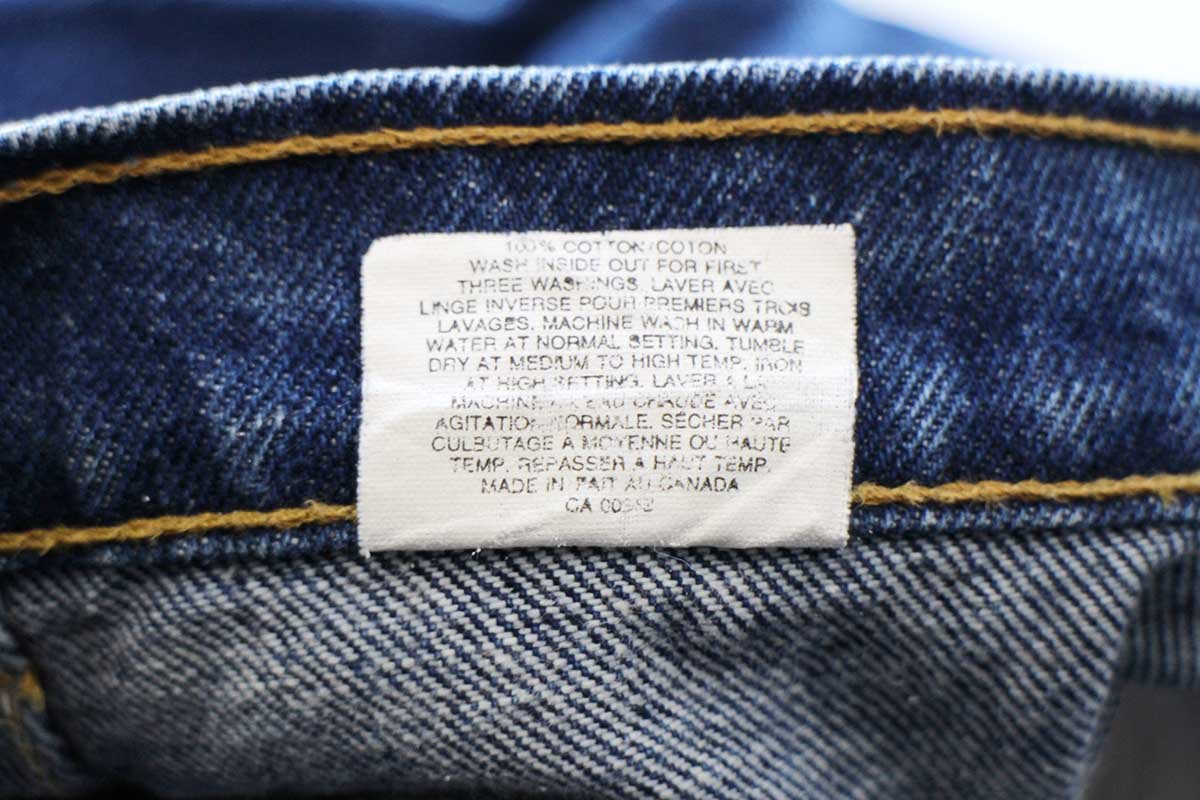 100% COTTON/COTON
WASH INSIDE OUT FOR FIRST
THREE WASHINGS. LAVER AVEC
LINGE INVERSE POUR PREMIERS TROIS
LAVAGES. MACHINE WASH IN WARM
WATER AT NORMAL SETTING. TUMBLE
DRY AT MEDIUM TO HIGH TEMP. IRON
AT HIGH SETTING. LAVER A LA
MACHINE EAU CHAUDE AVEC
AGITATION NORMALE. SÉCHER PAR
CULBUTAGE A MOYENNE OU HAUTE
TEMP. REPASSER A HAUT TEMP.
MADE IN FAIT AU CANADA
CA